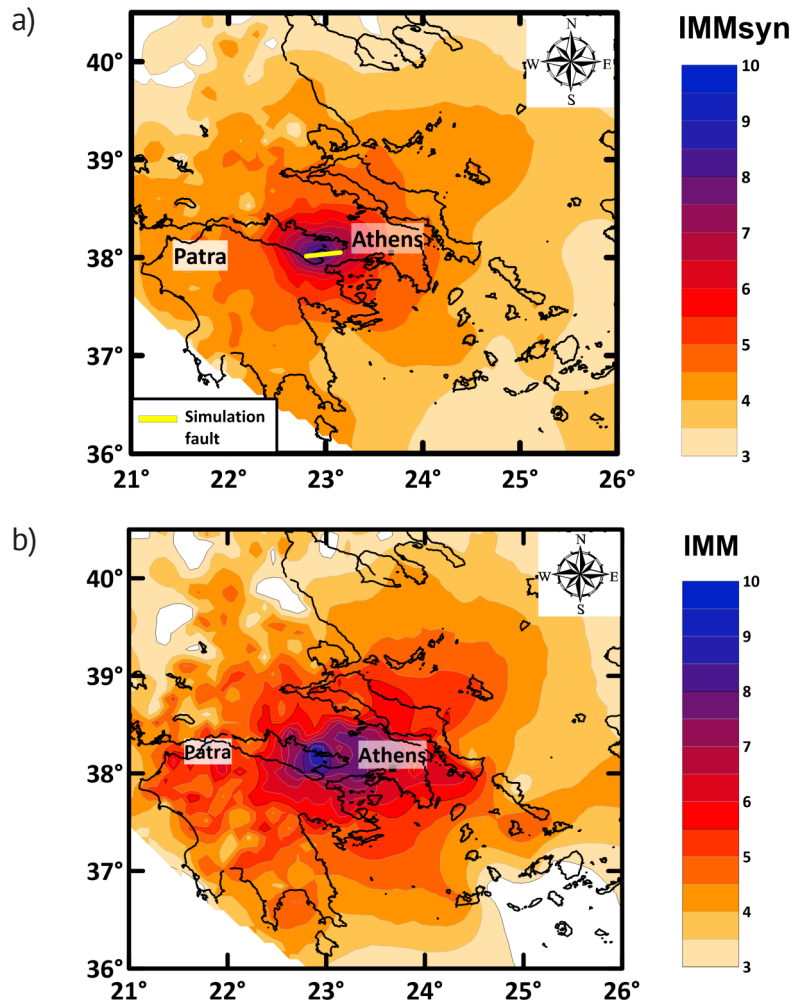 a)
IMMsyn
N
W E
S
40°
39°
38°
37°
36°
Patra
Athens
Simulation
fault
21° 22° 23° 24° 25° 26°
10
9
8
7
6
5
4
3
b)
IMM
N
W E
S
40°
39°
38°
37°
36°
Patra
Athens
21° 22° 23° 24° 25° 26°
10
9
8
7
6
5
4
3